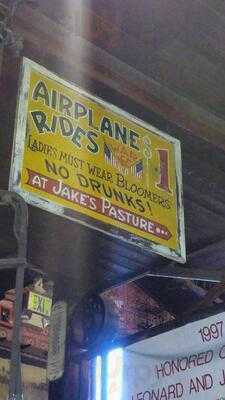 AIRPLANE
RIDES $1
LADIES MUST WEAR BLOOMERS
NO DRUNKS!
AT JAKE'S PASTURE...
1997
HONORED
LEONARD AND